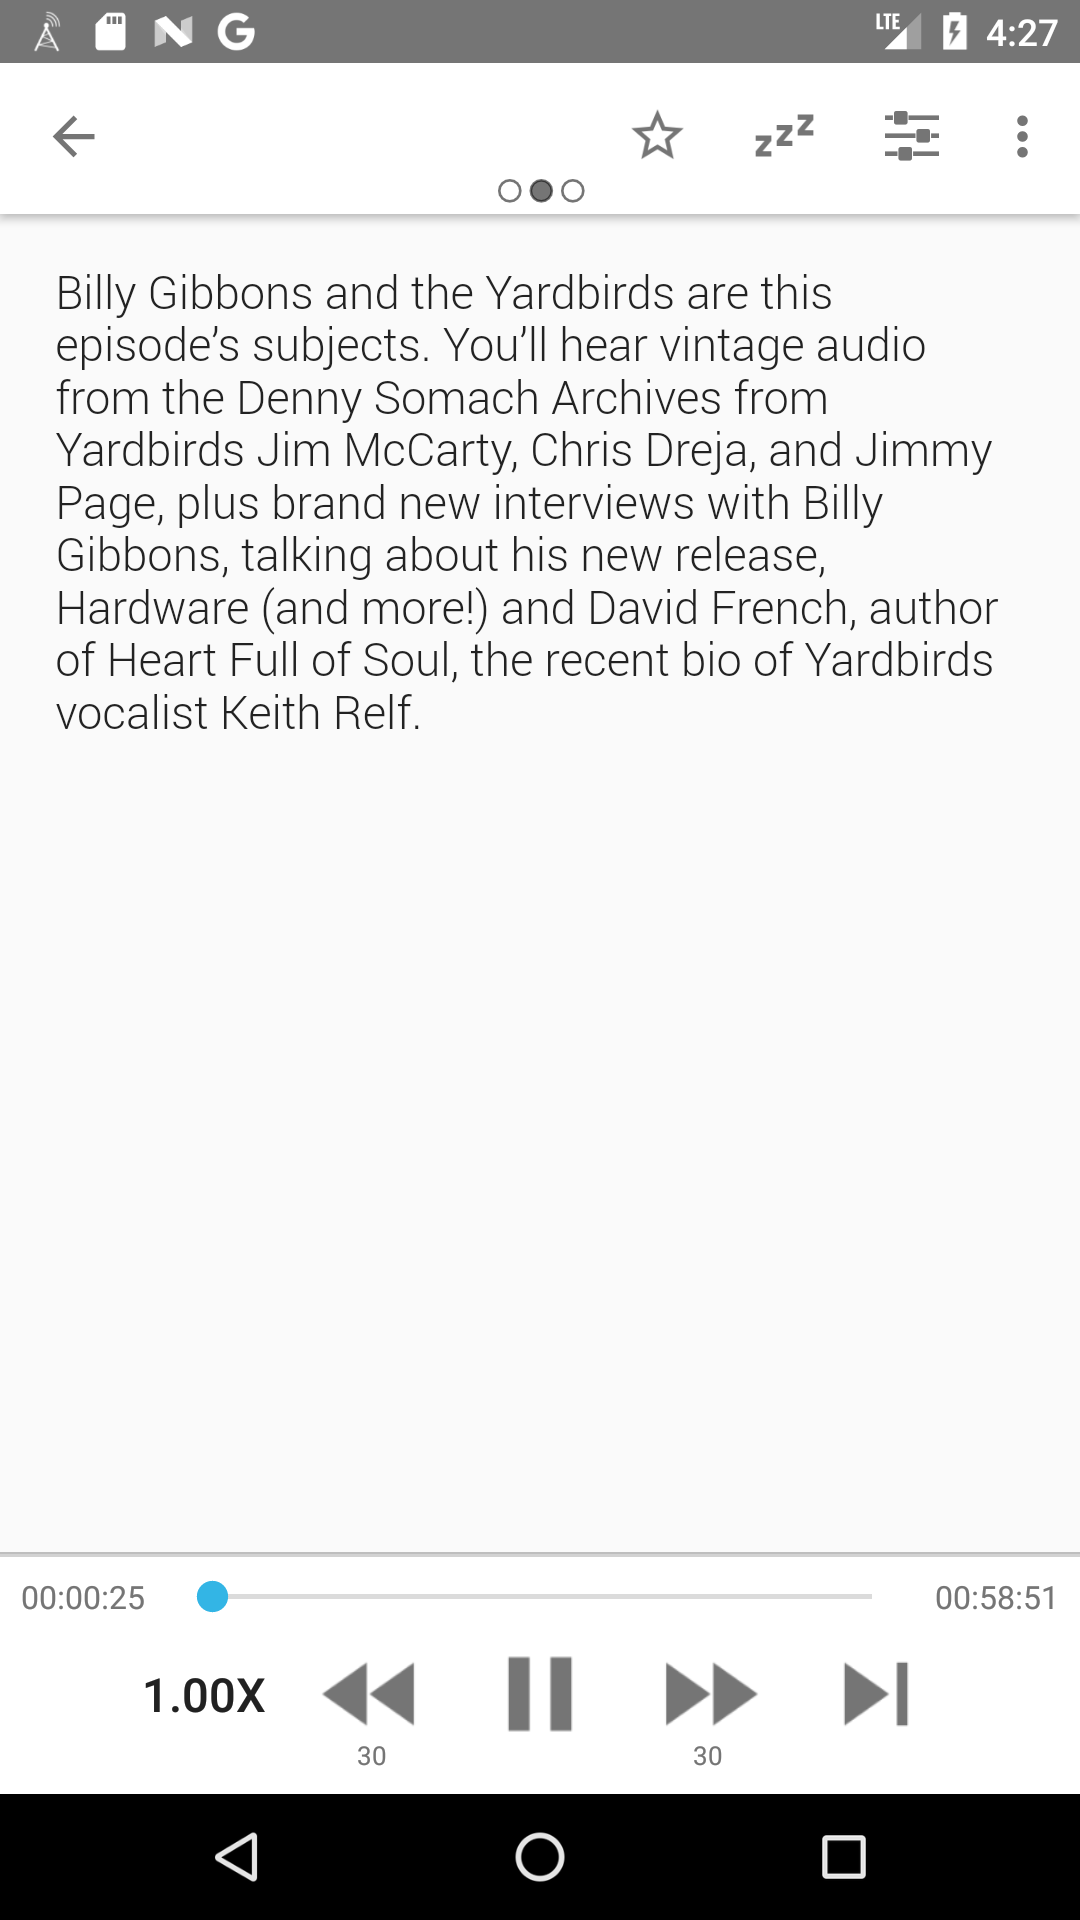 LTE 4:27
zzz
Billy Gibbons and the Yardbirds are this
episode’s subjects. You’ll hear vintage audio
from the Denny Somach Archives from
Yardbirds Jim McCarty, Chris Dreja, and Jimmy
Page, plus brand new interviews with Billy
Gibbons, talking about his new release,
Hardware (and more!) and David French, author
of Heart Full of Soul, the recent bio of Yardbirds
vocalist Keith Relf.
00:00:25 00:58:51
1.00X
30 30